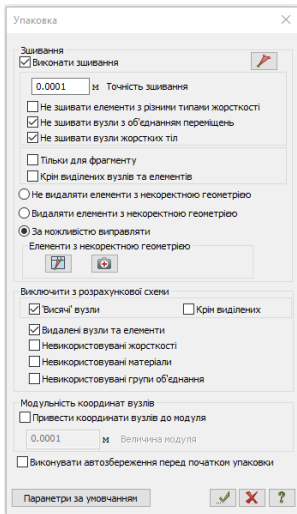 Упаковка
Зшивання
Виконати зшивання
0.0001 м Точність зшивання
Не зшивати елементи з різними типами жорсткості
Не зшивати вузли з об'єднанням переміщень
Не зшивати вузли жорстких тіл
Тільки для фрагменту
Крім виділених вузлів та елементів
Не видаляти елементи з некоректною геометрією
Видаляти елементи з некоректною геометрією
За можливістю виправляти
Елементи з некоректною геометрією
Виключити з розрахункової схеми
'Висячі' вузли Крім виділених
Видалені вузли та елементи
Невикористовувані жорсткості
Невикористовувані матеріали
Невикористовувані групи об'єднання
Модульність координат вузлів
Привести координати вузлів до модуля
0.0001 м Величина модуля
Виконувати автозбереження перед початком упаковки
Параметри за умовчанням ?